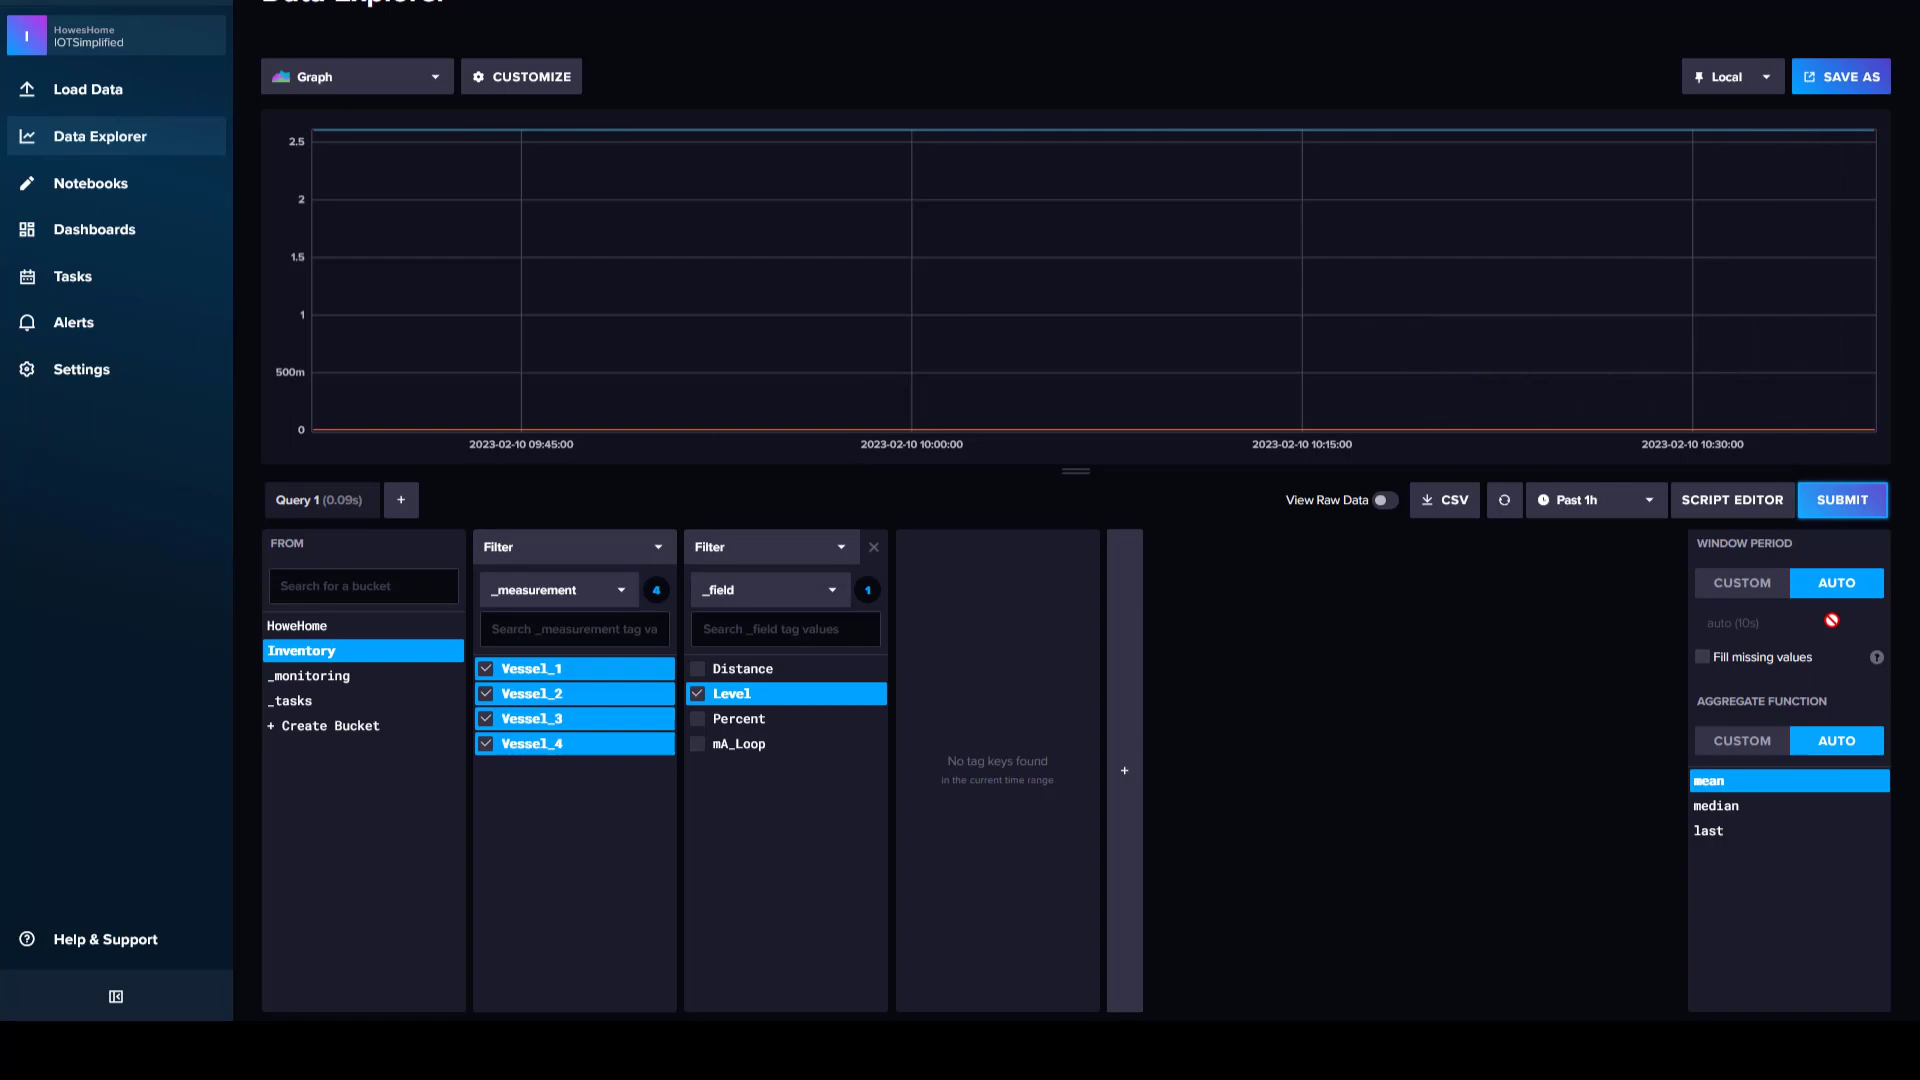 Data Explorer
I
HowesHome
IOTSimplified
Load Data
Data Explorer
Notebooks
Dashboards
Tasks
Alerts
Settings
Help & Support
Graph
CUSTOMIZE
Local
SAVE AS
2.5
2
1.5
1
500m
0
2023-02-10 09:45:00
2023-02-10 10:00:00
2023-02-10 10:15:00
2023-02-10 10:30:00
Query 1 (0.09s)
+
View Raw Data
CSV
Past 1h
SCRIPT EDITOR
SUBMIT
FROM
Search for a bucket
HoweHome
Inventory
_monitoring
_tasks
+ Create Bucket
Filter
_measurement
4
Search _measurement tag va
Vessel_1
Vessel_2
Vessel_3
Vessel_4
Filter
_field
1
Search _field tag values
Distance
Level
Percent
mA_Loop
No tag keys found
in the current time range
+
WINDOW PERIOD
CUSTOM
AUTO
auto (10s)
Fill missing values
?
AGGREGATE FUNCTION
CUSTOM
AUTO
mean
median
last